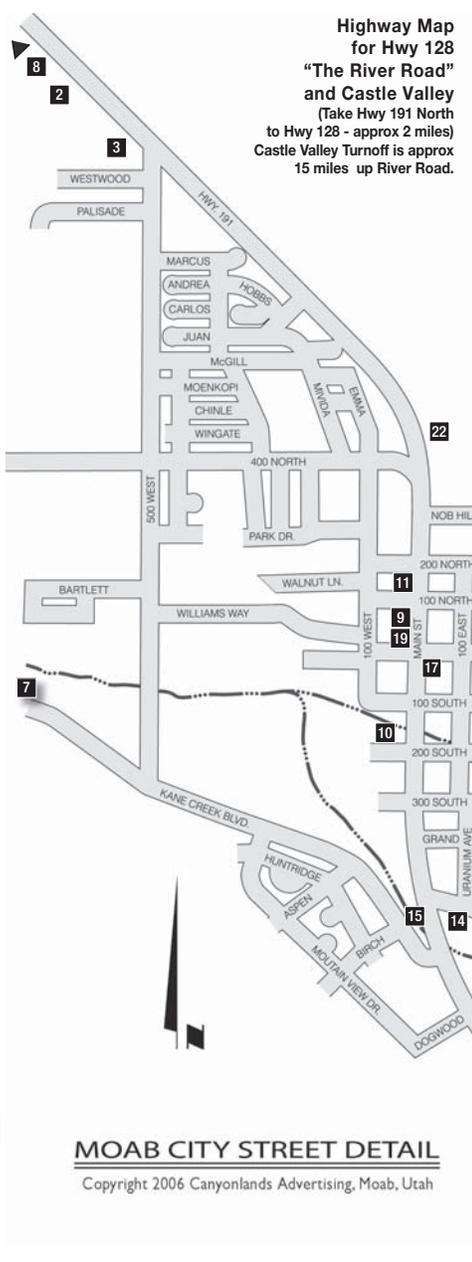 Highway Map
for Hwy 128
“The River Road”
and Castle Valley
(Take Hwy 191 North
to Hwy 128 - approx 2 miles)
Castle Valley Turnoff is approx
15 miles up River Road.
8
2
3
WESTWOOD
PALISADE
HWY. 191
MARCUS
ANDREA
HOBBS
CARLOS
JUAN
McGILL
MOENKOPI
MIVIDA
EMMA
CHINLE
WINGATE
22
400 NORTH
500 WEST
NOB HIL
PARK DR.
200 NORTH
WALNUT LN.
11
BARTLETT
100 NORTH
WILLIAMS WAY
9
100 WEST
MAIN ST
100 EAST
19
17
7
100 SOUTH
10
200 SOUTH
KANE CREEK BLVD.
300 SOUTH
GRAND
URANIUM AVE
HUNTRIDGE
ASPEN
15
14
BIRCH
MOUTAIN VIEW DR.
DOGWOOD
MOAB CITY STREET DETAIL
Copyright 2006 Canyonlands Advertising, Moab, Utah